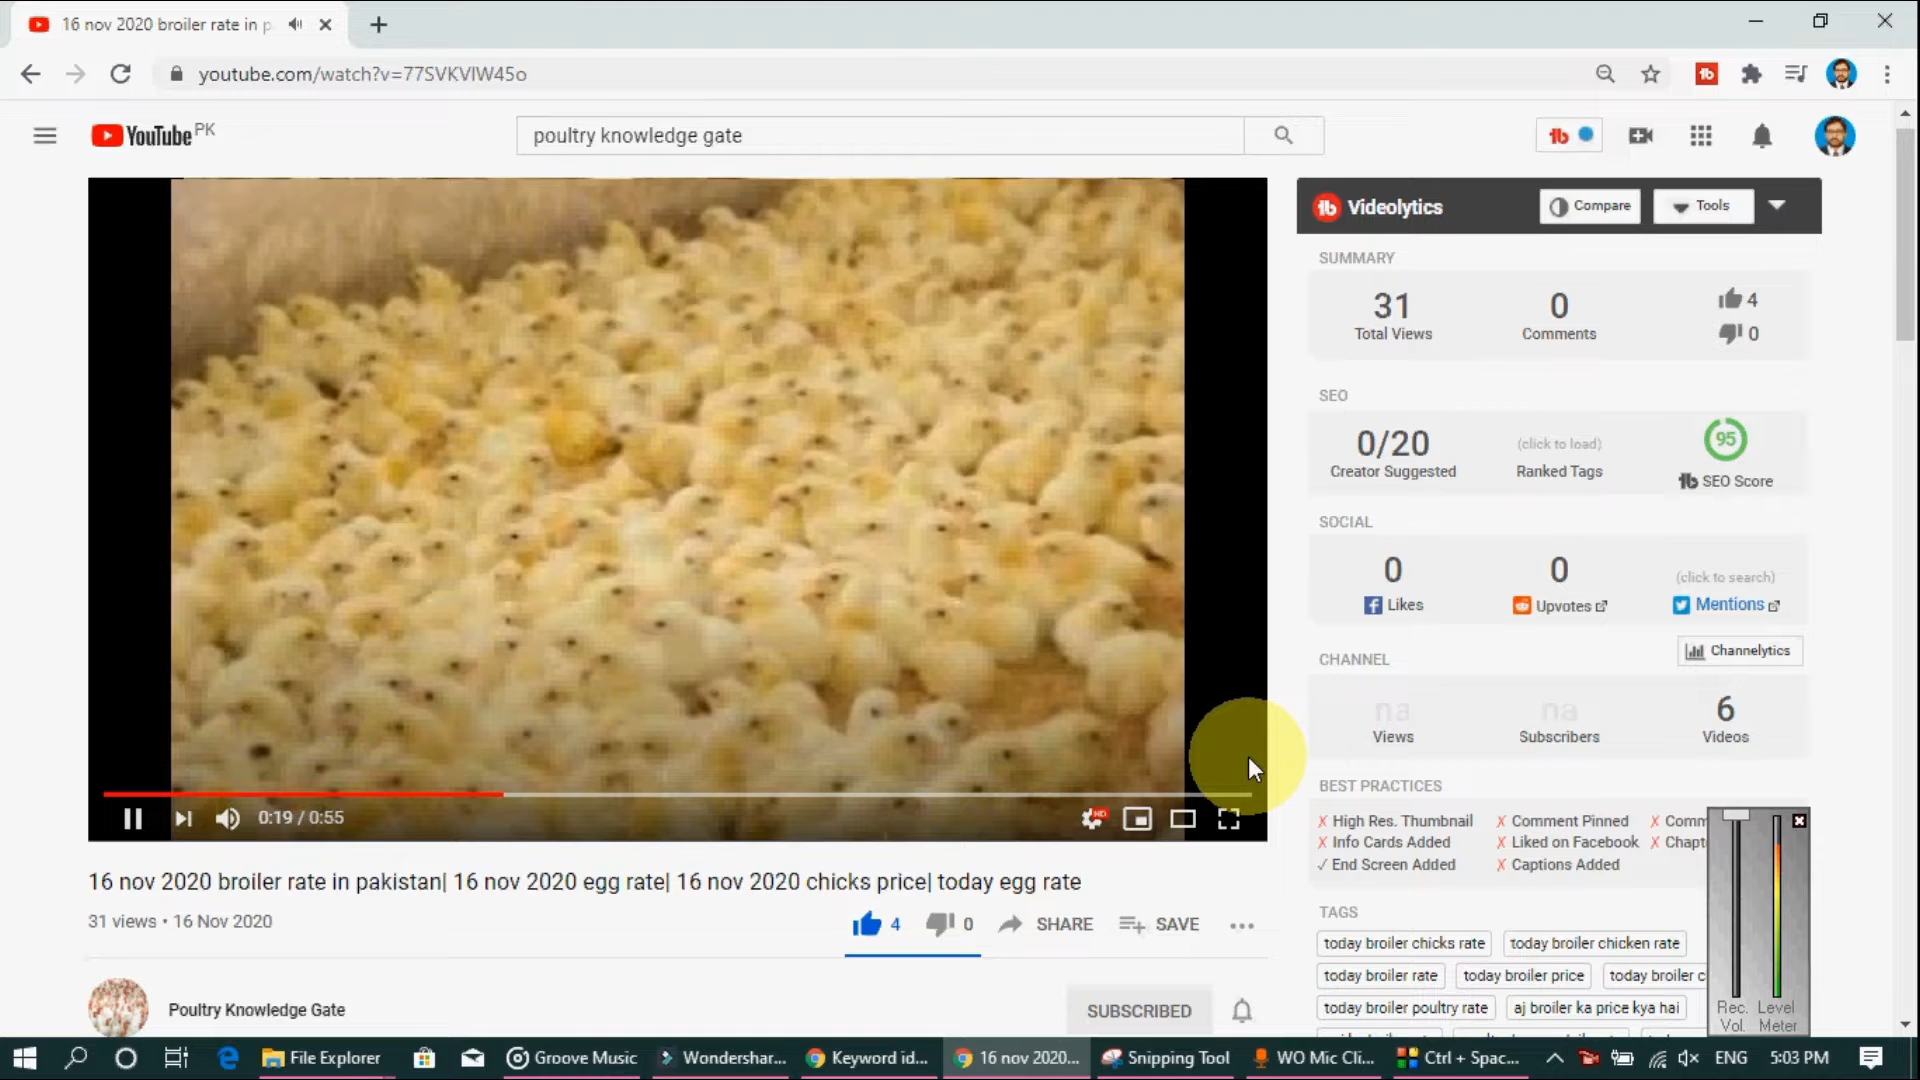 16 nov 2020 broiler rate in p
youtube.com/watch?v=77SVKVIW45o
YouTube PK
poultry knowledge gate
Videolytics
Compare
Tools
SUMMARY
31
Total Views
0
Comments
4
0
SEO
0/20
Creator Suggested
(click to load)
Ranked Tags
95
SEO Score
SOCIAL
0
Likes
0
Upvotes
(click to search)
Mentions
CHANNEL
Channelytics
na
Views
na
Subscribers
6
Videos
BEST PRACTICES
High Res. Thumbnail
Comment Pinned
Comm
Info Cards Added
Liked on Facebook
Chapt
End Screen Added
Captions Added
TAGS
today broiler chicks rate
today broiler chicken rate
today broiler rate
today broiler price
today broiler c
today broiler poultry rate
aj broiler ka price kya hai
Rec. Vol.
Level Meter
0:19 / 0:55
HD
16 nov 2020 broiler rate in pakistan| 16 nov 2020 egg rate| 16 nov 2020 chicks price| today egg rate
31 views • 16 Nov 2020
4
0
SHARE
SAVE
Poultry Knowledge Gate
SUBSCRIBED
File Explorer
Groove Music
Wondershar...
Keyword id...
16 nov 2020...
Snipping Tool
WO Mic Cli...
Ctrl + Spac...
ENG
5:03 PM